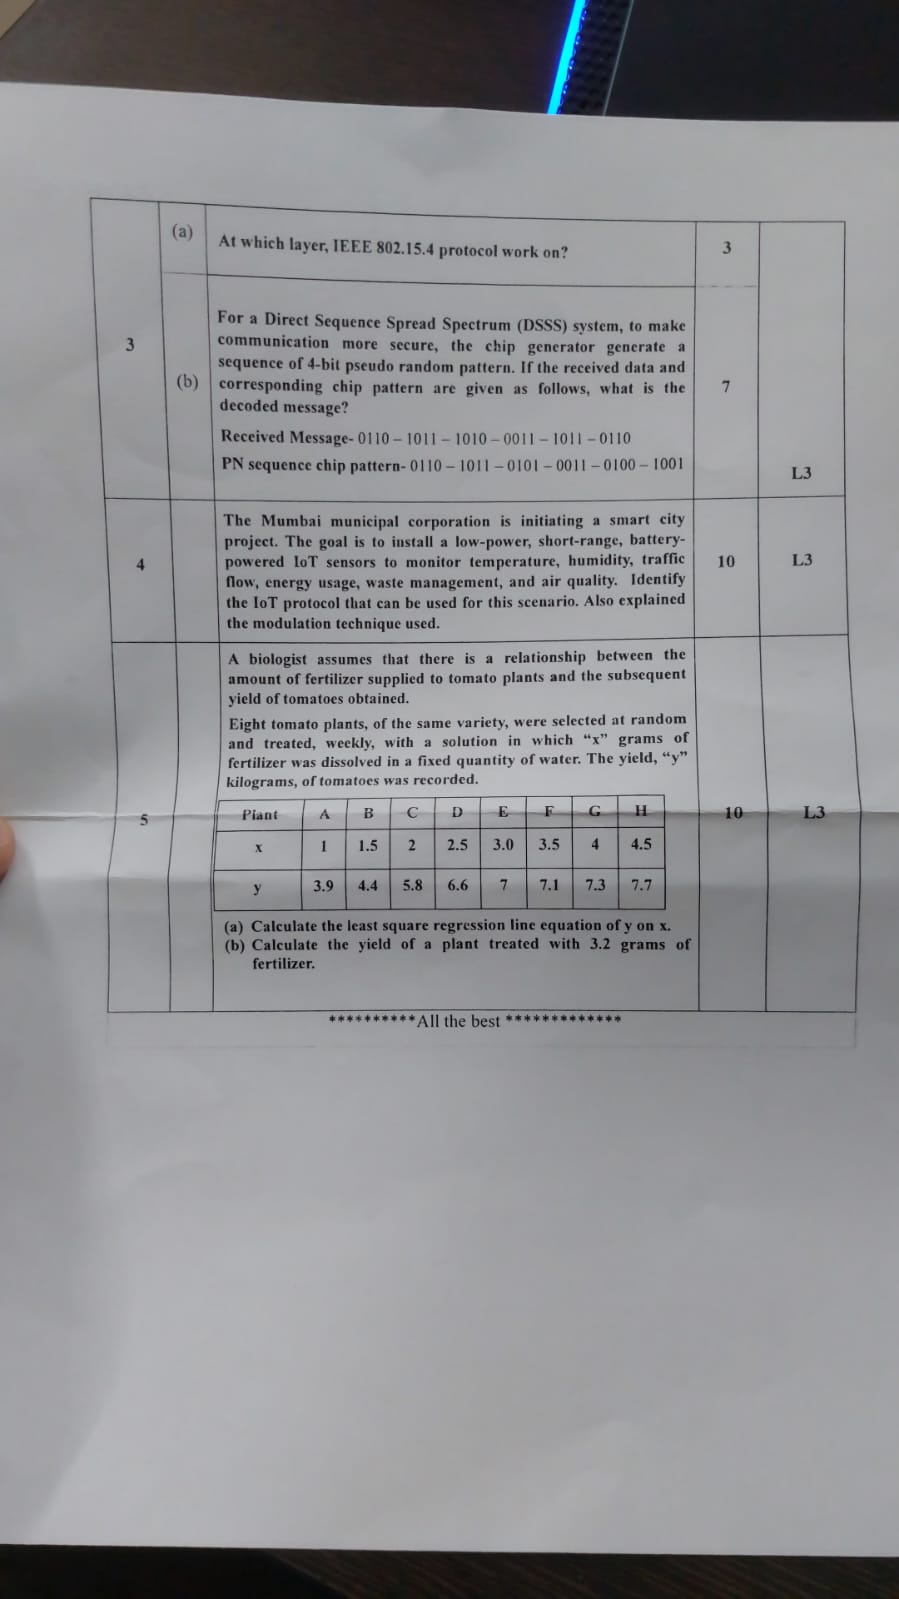 3
(a)
At which layer, IEEE 802.15.4 protocol work on?
3
(b)
For a Direct Sequence Spread Spectrum (DSSS) system, to make
communication more secure, the chip generator generate a
sequence of 4-bit pseudo random pattern. If the received data and
corresponding chip pattern are given as follows, what is the
decoded message?
Received Message- 0110 – 1011 – 1010 – 0011 – 1011 – 0110
PN sequence chip pattern- 0110 – 1011 – 0101 – 0011 – 0100 – 1001
7
L3
4
The Mumbai municipal corporation is initiating a smart city
project. The goal is to install a low-power, short-range, battery-
powered IoT sensors to monitor temperature, humidity, traffic
flow, energy usage, waste management, and air quality. Identify
the IoT protocol that can be used for this scenario. Also explained
the modulation technique used.
10
L3
5
A biologist assumes that there is a relationship between the
amount of fertilizer supplied to tomato plants and the subsequent
yield of tomatoes obtained.
Eight tomato plants, of the same variety, were selected at random
and treated, weekly, with a solution in which “x” grams of
fertilizer was dissolved in a fixed quantity of water. The yield, “y”
kilograms, of tomatoes was recorded.
Plant A B C D E F G H
x 1 1.5 2 2.5 3.0 3.5 4 4.5
y 3.9 4.4 5.8 6.6 7 7.1 7.3 7.7
(a) Calculate the least square regression line equation of y on x.
(b) Calculate the yield of a plant treated with 3.2 grams of
fertilizer.
10
L3
**********All the best *************